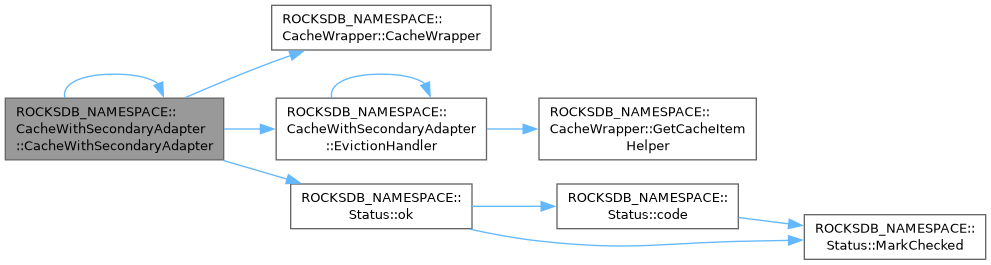 ROCKSDB_NAMESPACE::
CacheWrapper::CacheWrapper
ROCKSDB_NAMESPACE::
CacheWithSecondaryAdapter
::CacheWithSecondaryAdapter
ROCKSDB_NAMESPACE::
CacheWithSecondaryAdapter
::EvictionHandler
ROCKSDB_NAMESPACE::
CacheWrapper::GetCacheItem
Helper
ROCKSDB_NAMESPACE::
Status::ok
ROCKSDB_NAMESPACE::
Status::code
ROCKSDB_NAMESPACE::
Status::MarkChecked